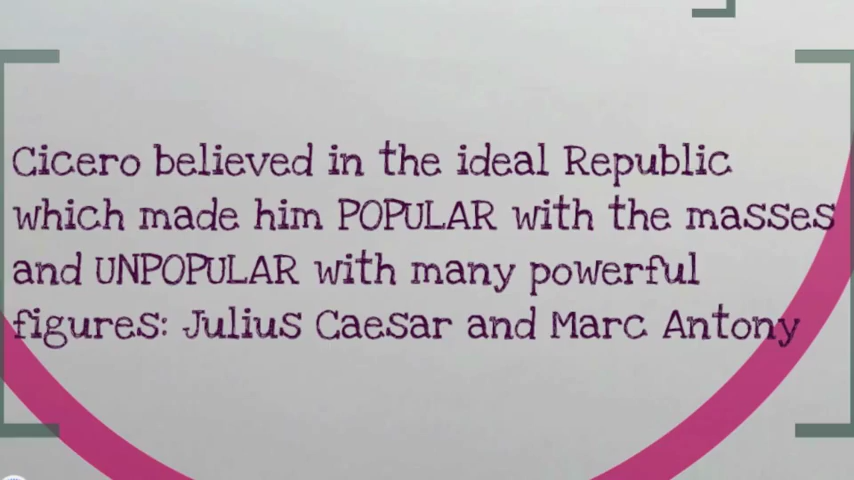 Cicero believed in the ideal Republic
which made him POPULAR with the masses
and UNPOPULAR with many powerful
figures: Julius Caesar and Marc Antony